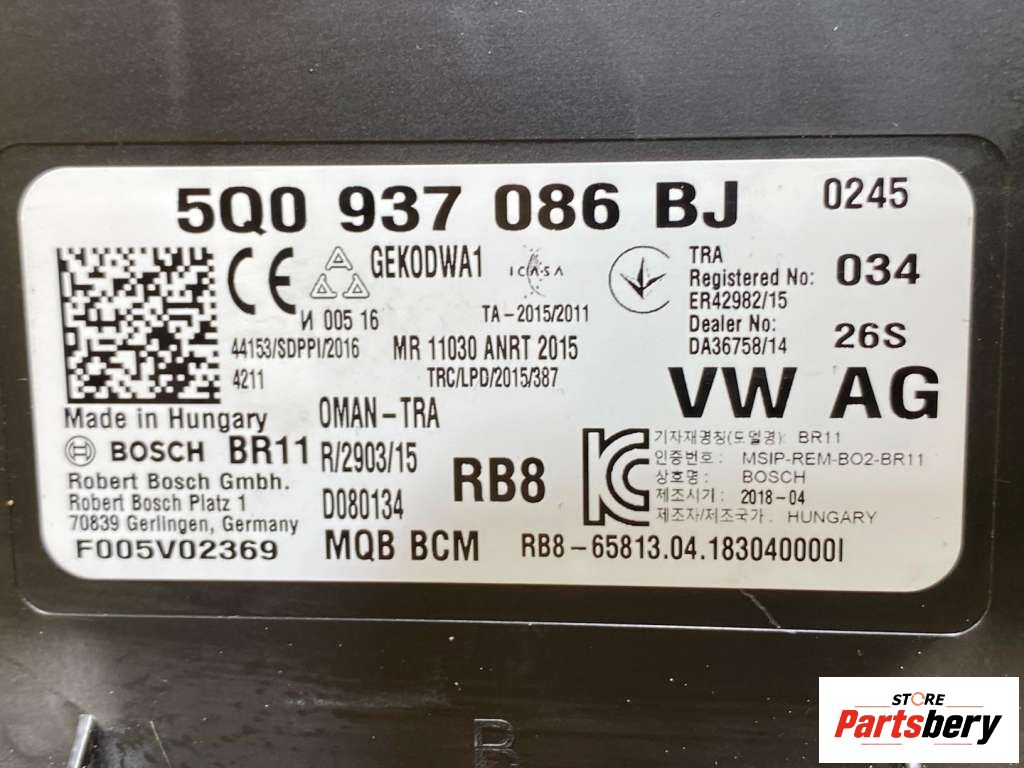 5Q0 937 086 BJ 0245
GEKODWA1
ICASA
TRA
Registered No:
ER42982/15
034
И 005 16
TA-2015/2011
Dealer No:
DA36758/14
26S
44153/SDPPI/2016
4211
MR 11030 ANRT 2015
TRC/LPD/2015/387
VW AG
Made in Hungary
BOSCH BR11
OMAN-TRA
R/2903/15
D080134
RB8
기자재명칭(모델명): BR11
인증번호: MSIP-REM-BO2-BR11
상호명: BOSCH
제조시기: 2018-04
제조자/제조국가: HUNGARY
Robert Bosch Gmbh.
Robert Bosch Platz 1
70839 Gerlingen, Germany
F005V02369
MQB BCM
RB8-65813.04.1830400001
R
STORE
Partsbery